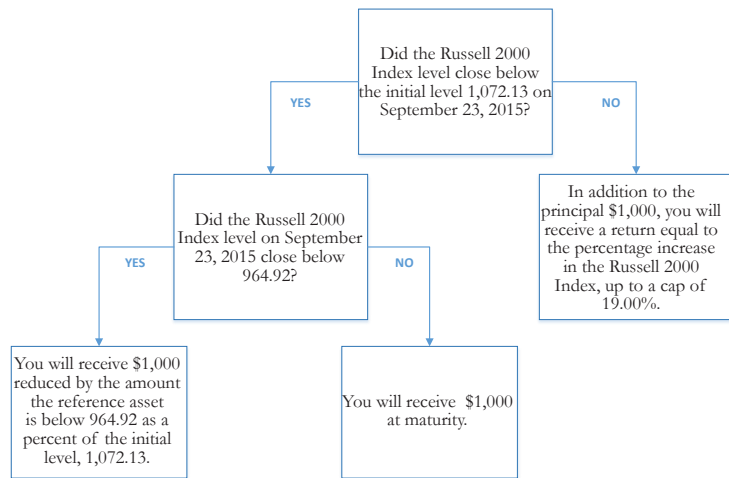 Did the Russell 2000
Index level close below
the initial level 1,072.13 on
September 23, 2015?
YES
NO
Did the Russell 2000
Index level on September
23, 2015 close below
964.92?
In addition to the
principal $1,000, you will
receive a return equal to
the percentage increase
in the Russell 2000
Index, up to a cap of
19.00%.
YES
NO
You will receive $1,000
reduced by the amount
the reference asset
is below 964.92 as a
percent of the initial
level, 1,072.13.
You will receive $1,000
at maturity.